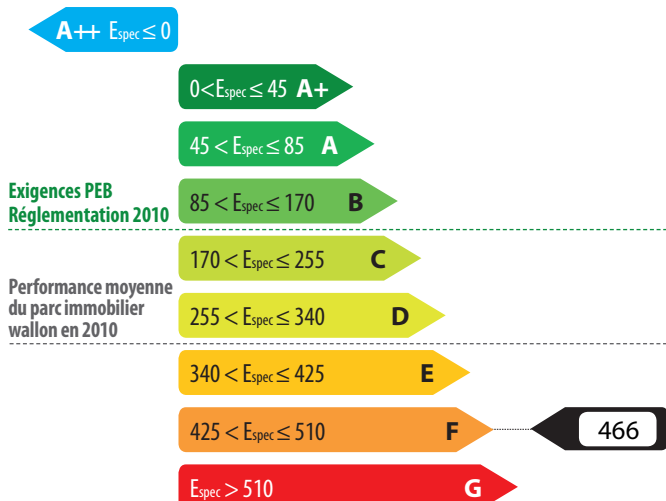 A++ Espec ≤ 0
0 < Espec ≤ 45 A+
45 < Espec ≤ 85 A
Exigences PEB
Réglementation 2010
85 < Espec ≤ 170 B
170 < Espec ≤ 255 C
Performance moyenne
du parc immobilier
wallon en 2010
255 < Espec ≤ 340 D
340 < Espec ≤ 425 E
425 < Espec ≤ 510 F 466
Espec > 510 G